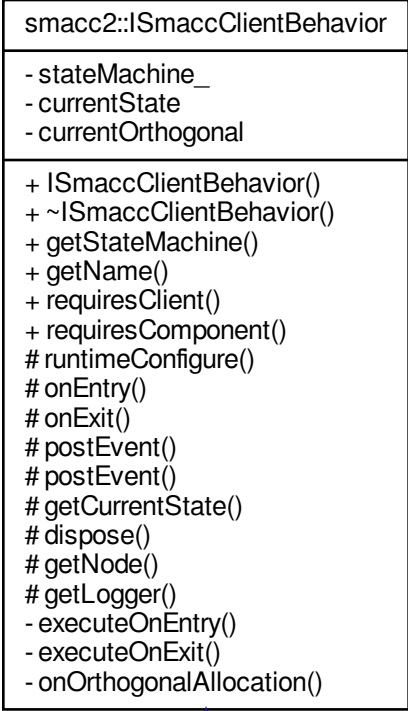 smacc2::ISmaccClientBehavior
- stateMachine_
- currentState
- currentOrthogonal
+ ISmaccClientBehavior()
+ ~ISmaccClientBehavior()
+ getStateMachine()
+ getName()
+ requiresClient()
+ requiresComponent()
# runtimeConfigure()
# onEntry()
# onExit()
# postEvent()
# postEvent()
# getCurrentState()
# dispose()
# getNode()
# getLogger()
- executeOnEntry()
- executeOnExit()
- onOrthogonalAllocation()